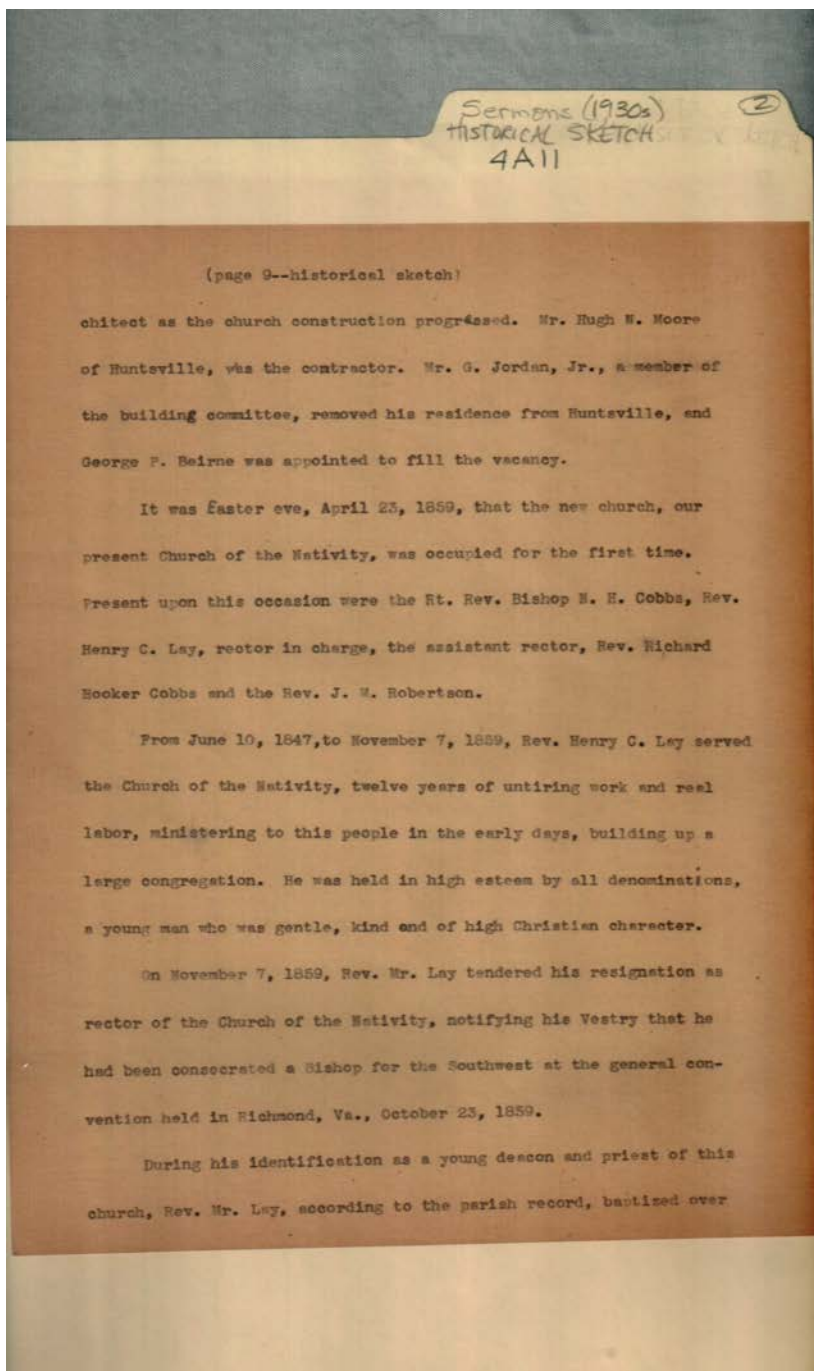 Sermons (1930s) 2
HISTORICAL SKETCH
4A11
(page 9--historical sketch)
chitect as the church construction progressed. Mr. Hugh N. Moore
of Huntsville, was the contractor. Mr. G. Jordan, Jr., a member of
the building committee, removed his residence from Huntsville, and
George P. Beirne was appointed to fill the vacancy.
It was Easter eve, April 23, 1859, that the new church, our
present Church of the Nativity, was occupied for the first time.
Present upon this occasion were the Rt. Rev. Bishop N. H. Cobbs, Rev.
Henry C. Lay, rector in charge, the assistant rector, Rev. Richard
Hooker Cobbs and the Rev. J. M. Robertson.
From June 10, 1847,to November 7, 1859, Rev. Henry C. Lay served
the Church of the Nativity, twelve years of untiring work and real
labor, ministering to this people in the early days, building up a
large congregation. He was held in high esteem by all denominations,
a young man who was gentle, kind and of high Christian character.
On November 7, 1859, Rev. Mr. Lay tendered his resignation as
rector of the Church of the Nativity, notifying his Vestry that he
had been consecrated a Bishop for the Southwest at the general con-
vention held in Richmond, Va., October 23, 1859.
During his identification as a young deacon and priest of this
church, Rev. Mr. Lay, according to the parish record, baptized over